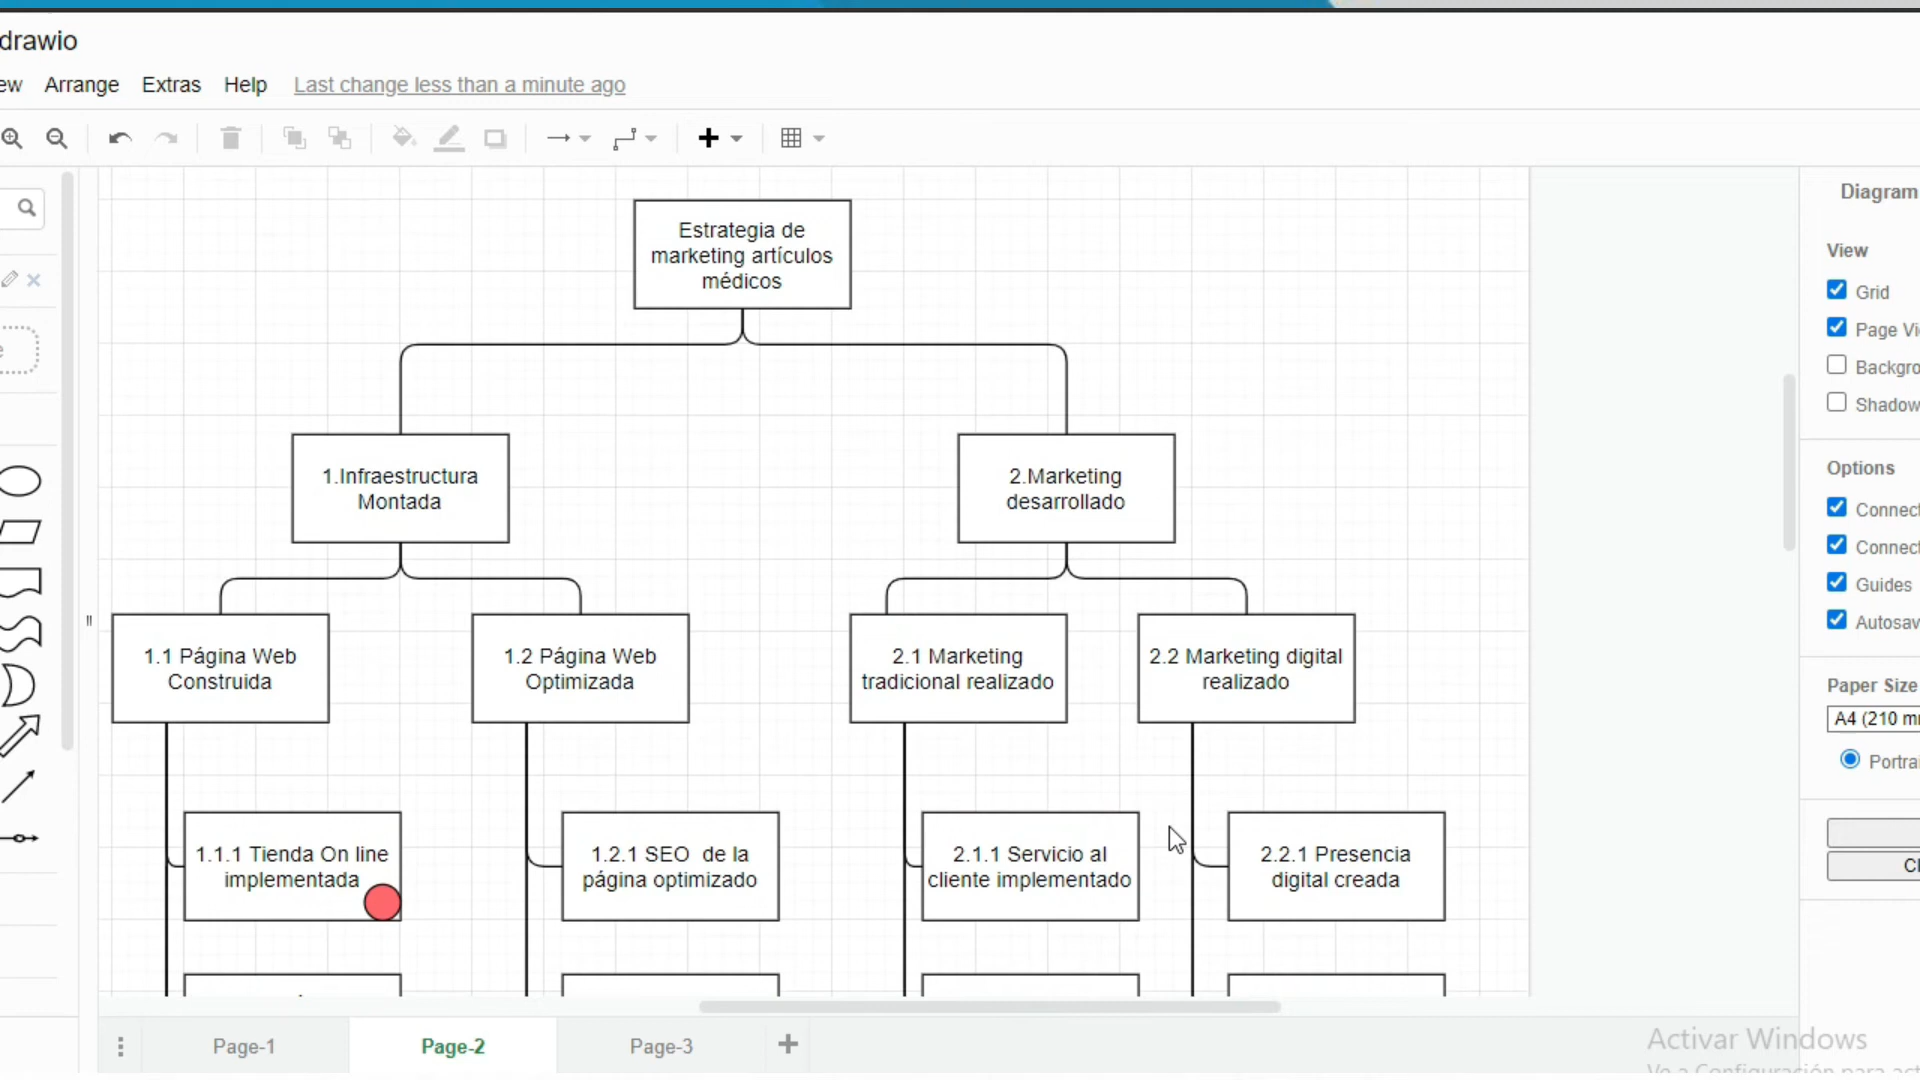 drawio
ew Arrange Extras Help Last change less than a minute ago
Diagram
View
Grid
Page Vi
Backgro
Shadow
Options
Connect
Connect
Guides
Autosav
Paper Size
A4 (210 m
Portrai
Estrategia de
marketing artículos
médicos
1.Infraestructura
Montada
2.Marketing
desarrollado
1.1 Página Web
Construida
1.2 Página Web
Optimizada
2.1 Marketing
tradicional realizado
2.2 Marketing digital
realizado
1.1.1 Tienda On line
implementada
1.2.1 SEO de la
página optimizado
2.1.1 Servicio al
cliente implementado
2.2.1 Presencia
digital creada
Page-1
Page-2
Page-3
Activar Windows